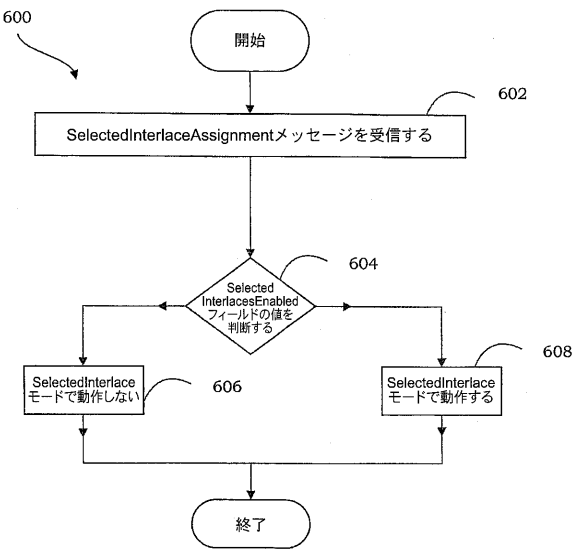 600
開始
602
SelectedInterlaceAssignmentメッセージを受信する
604
Selected
InterlacesEnabled
フィールドの値を
判断する
SelectedInterlace
モードで動作しない
606
SelectedInterlace
モードで動作する
608
終了